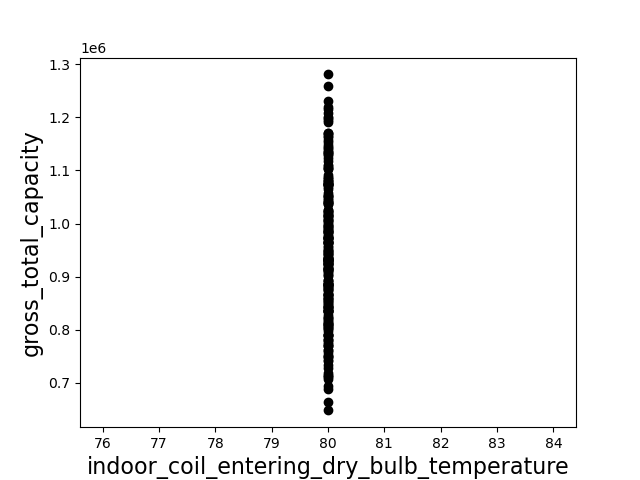 1e6
1.3
1.2
1.1
1.0
0.9
0.8
0.7
gross_total_capacity
76 77 78 79 80 81 82 83 84
indoor_coil_entering_dry_bulb_temperature